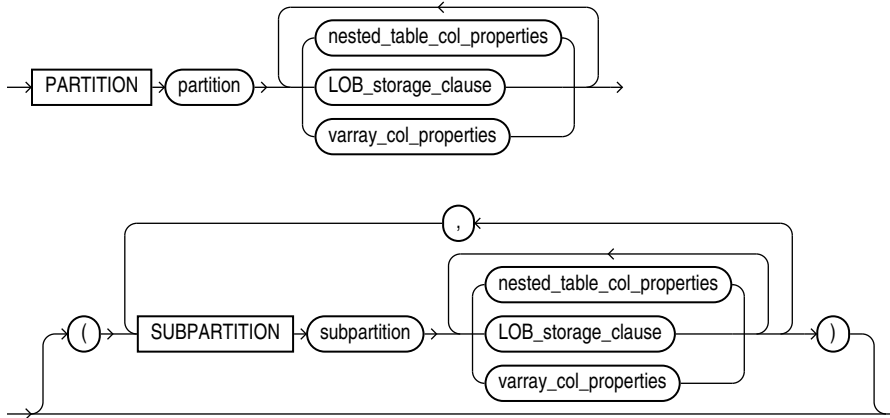 nested_table_col_properties
PARTITION partition LOB_storage_clause
varray_col_properties
,
nested_table_col_properties
( SUBPARTITION subpartition LOB_storage_clause )
varray_col_properties